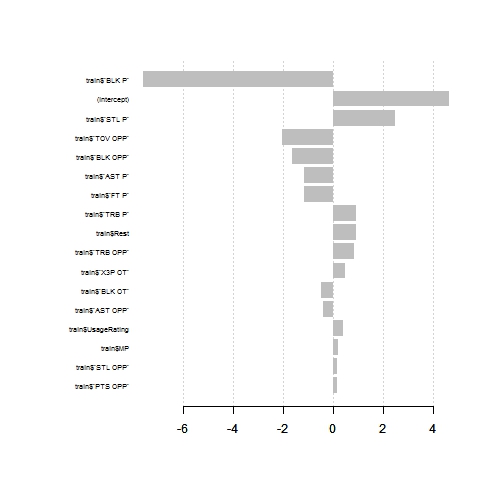 train$`BLK P`
(Intercept)
train$`STL P`
train$`TOV OPP`
train$`BLK OPP`
train$`AST P`
train$`FT P`
train$`TRB P`
train$Rest
train$`TRB OPP`
train$`X3P OT`
train$`BLK OT`
train$`AST OPP`
train$UsageRating
train$MP
train$`STL OPP`
train$`PTS OPP`
-6 -4 -2 0 2 4